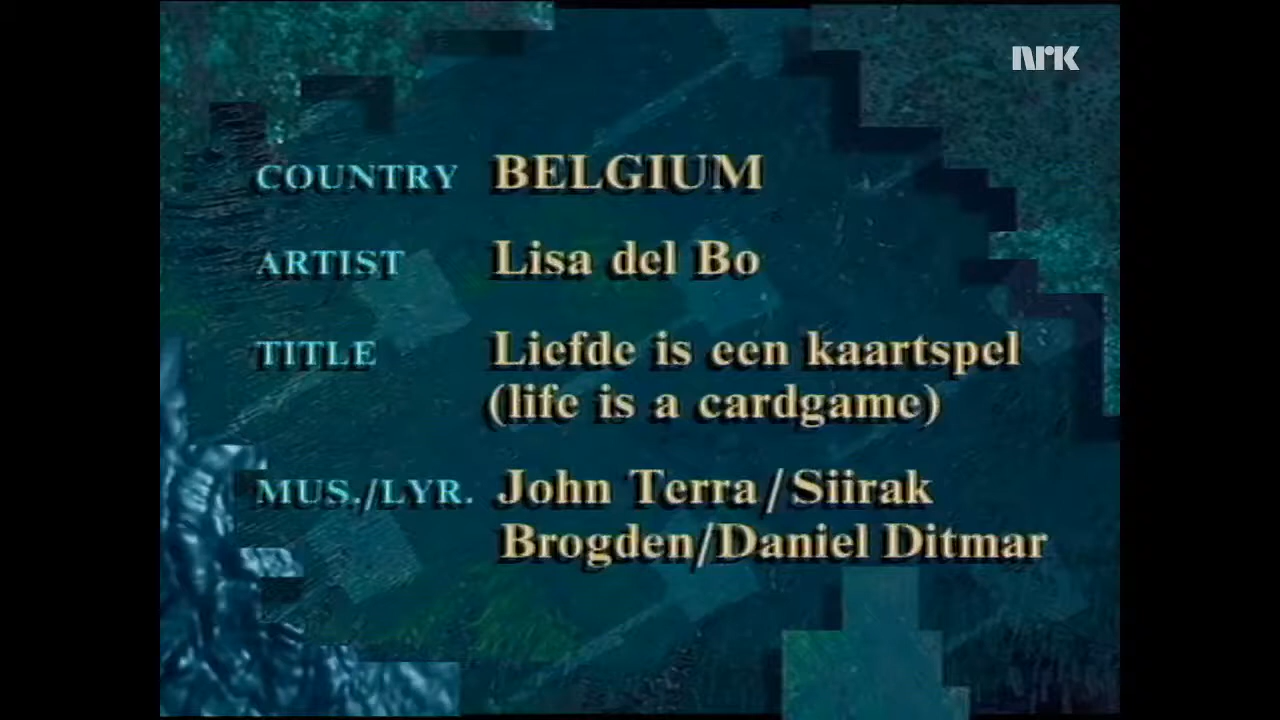 nrk
COUNTRY BELGIUM
ARTIST Lisa del Bo
TITLE Liefde is een kaartspel
(life is a cardgame)
MUS./LYR. John Terra/Siirak
Brogden/Daniel Ditmar